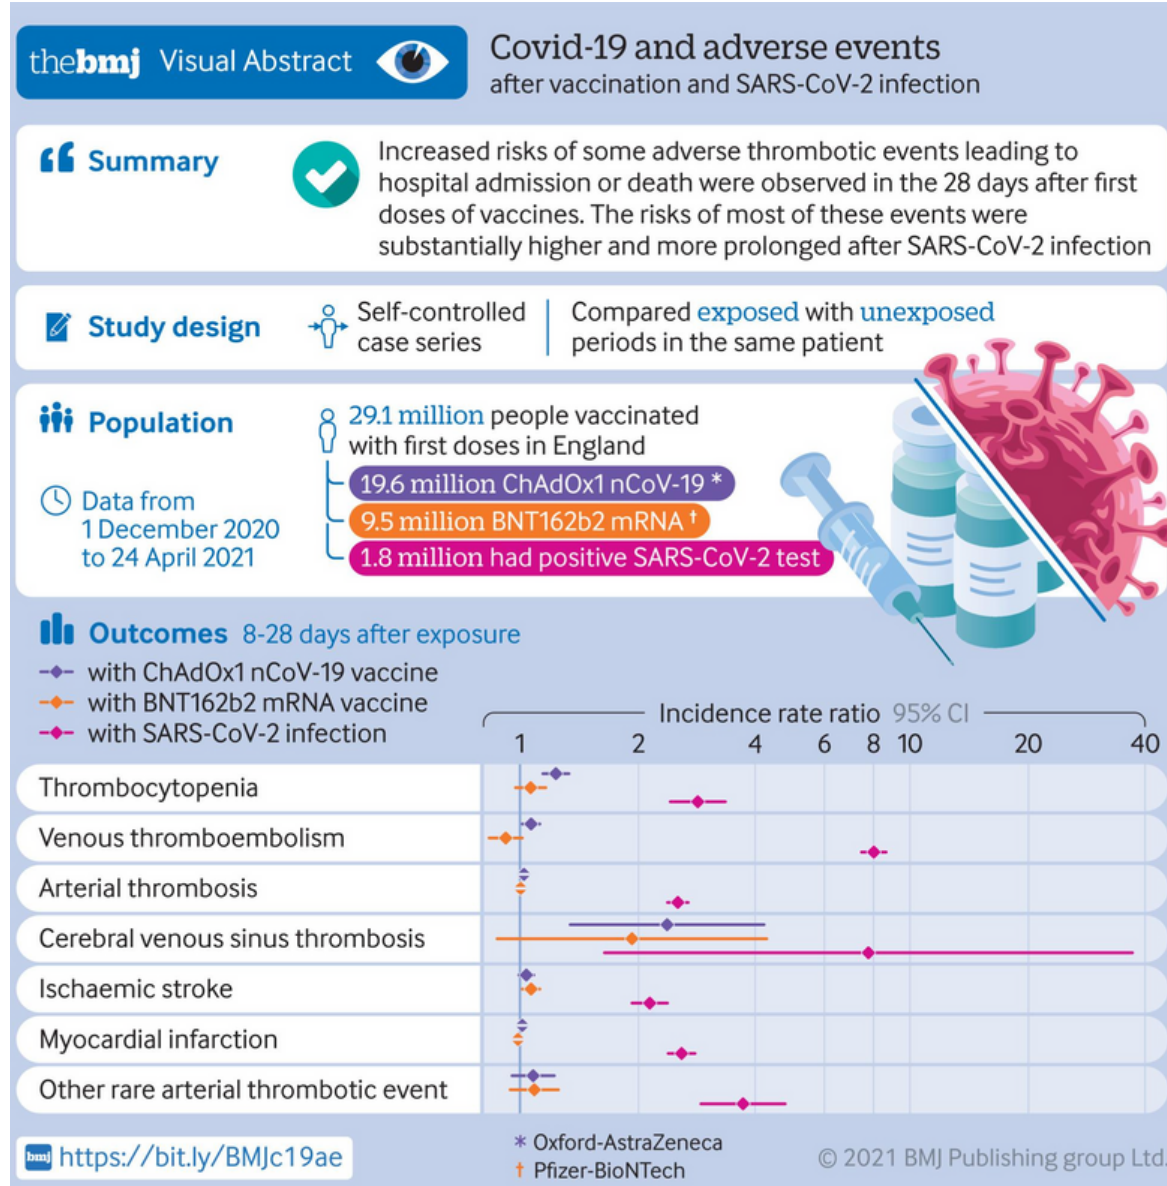 thebmj Visual Abstract
Covid-19 and adverse events
after vaccination and SARS-CoV-2 infection
Summary
Increased risks of some adverse thrombotic events leading to
hospital admission or death were observed in the 28 days after first
doses of vaccines. The risks of most of these events were
substantially higher and more prolonged after SARS-CoV-2 infection
Study design
Self-controlled
case series
Compared exposed with unexposed
periods in the same patient
Population
Data from
1 December 2020
to 24 April 2021
29.1 million people vaccinated
with first doses in England
19.6 million ChAdOx1 nCoV-19 *
9.5 million BNT162b2 mRNA †
1.8 million had positive SARS-CoV-2 test
Outcomes 8-28 days after exposure
with ChAdOx1 nCoV-19 vaccine
with BNT162b2 mRNA vaccine
with SARS-CoV-2 infection
Incidence rate ratio 95% CI
1 2 4 6 8 10 20 40
Thrombocytopenia
Venous thromboembolism
Arterial thrombosis
Cerebral venous sinus thrombosis
Ischaemic stroke
Myocardial infarction
Other rare arterial thrombotic event
bmj https://bit.ly/BMJc19ae
* Oxford-AstraZeneca
† Pfizer-BioNTech
© 2021 BMJ Publishing group Ltd.